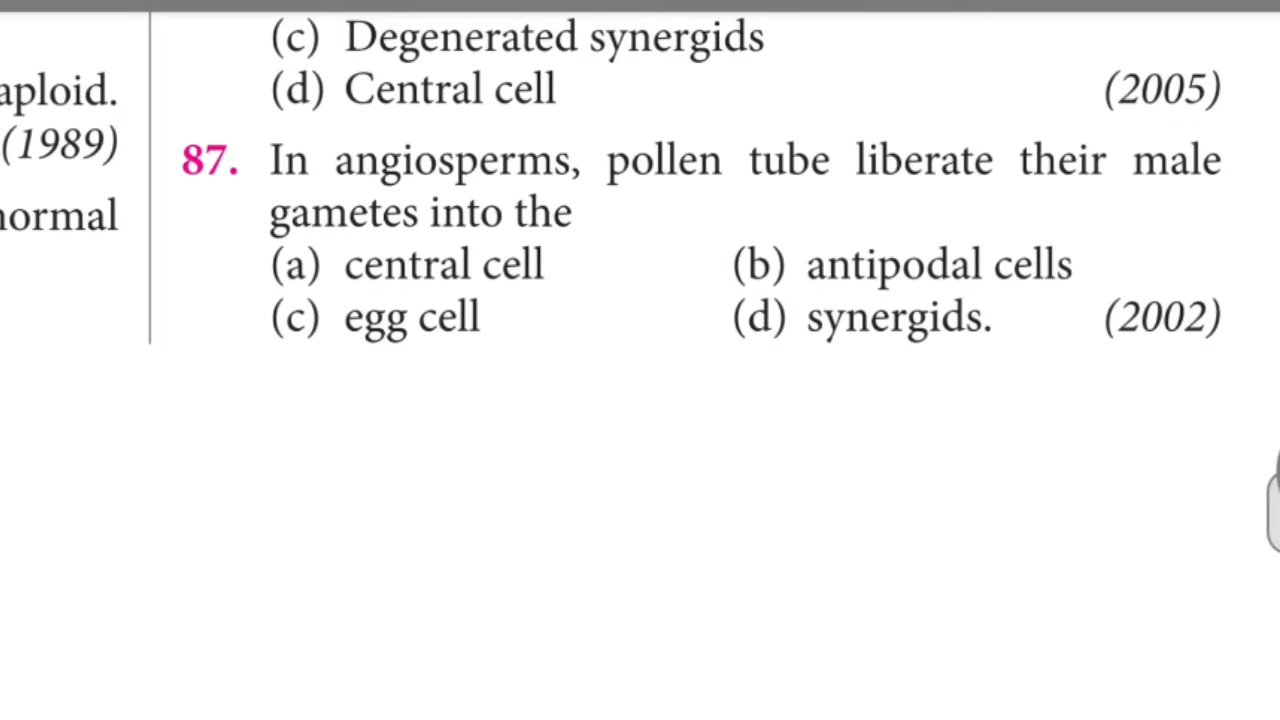 aploid.
(1989)
normal
(c) Degenerated synergids
(d) Central cell (2005)
87. In angiosperms, pollen tube liberate their male
gametes into the
(a) central cell (b) antipodal cells
(c) egg cell (d) synergids. (2002)